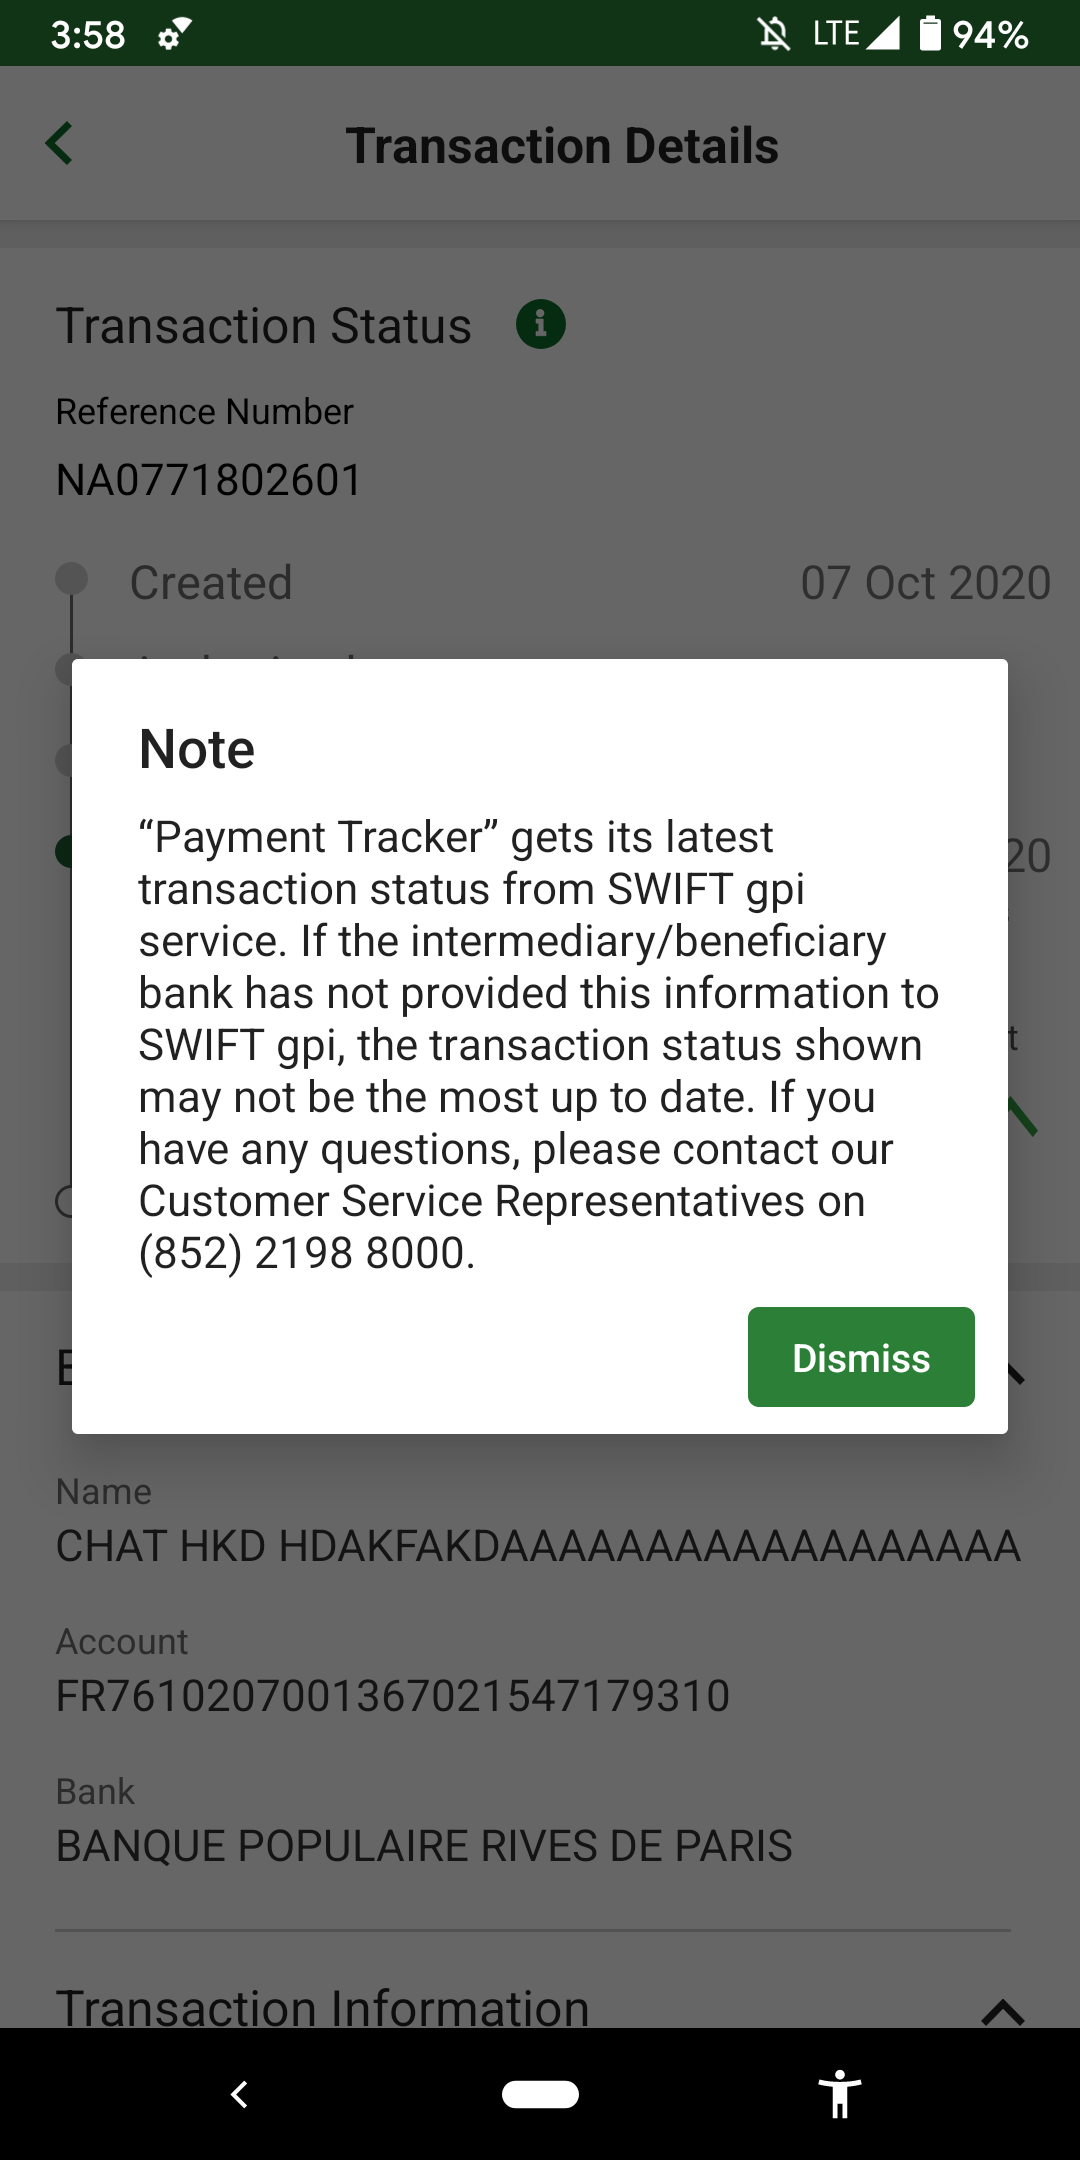 3:58 LTE 94%
Transaction Details
Transaction Status
Reference Number
NA0771802601
Created 07 Oct 2020
Note
“Payment Tracker” gets its latest
transaction status from SWIFT gpi
service. If the intermediary/beneficiary
bank has not provided this information to
SWIFT gpi, the transaction status shown
may not be the most up to date. If you
have any questions, please contact our
Customer Service Representatives on
(852) 2198 8000.
Dismiss
Name
CHAT HKD HDAKFAKDAAAAAAAAAAAAAAAAAA
Account
FR7610207001367021547179310
Bank
BANQUE POPULAIRE RIVES DE PARIS
Transaction Information